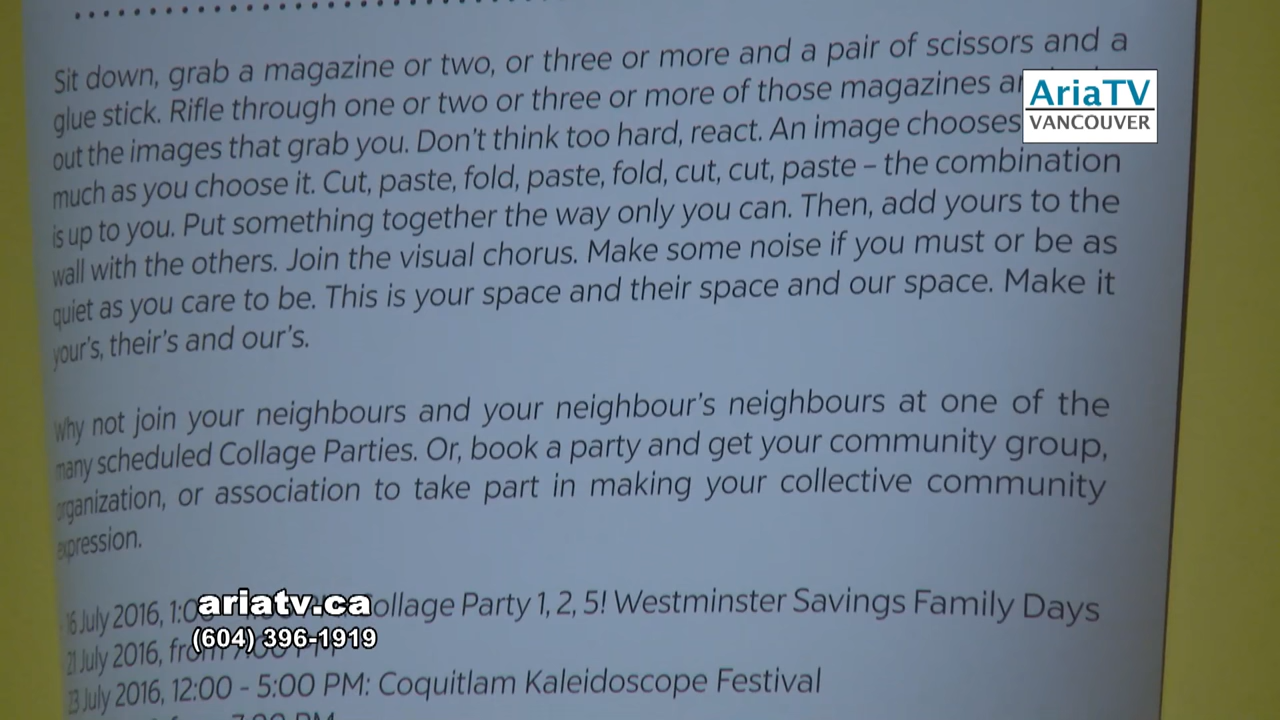 Sit down, grab a magazine or two, or three or more and a pair of scissors and a
glue stick. Rifle through one or two or three or more of those magazines
AriaTV
VANCOUVER
out the images that grab you. Don't think too hard, react. An image chooses
much as you choose it. Cut, paste, fold, paste, fold, cut, cut, paste – the combination
is up to you. Put something together the way only you can. Then, add yours to the
wall with the others. Join the visual chorus. Make some noise if you must or be as
quiet as you care to be. This is your space and their space and our space. Make it
your's, their's and our's.
Why not join your neighbours and your neighbour's neighbours at one of the
many scheduled Collage Parties. Or, book a party and get your community group,
organization, or association to take part in making your collective community
expression.
16 July 2016, Collage Party 1, 2, 5! Westminster Savings Family Days
ariatv.ca
(604) 396-1919
21 July 2016, from 7:00 PM
23 July 2016, 12:00 - 5:00 PM: Coquitlam Kaleidoscope Festival